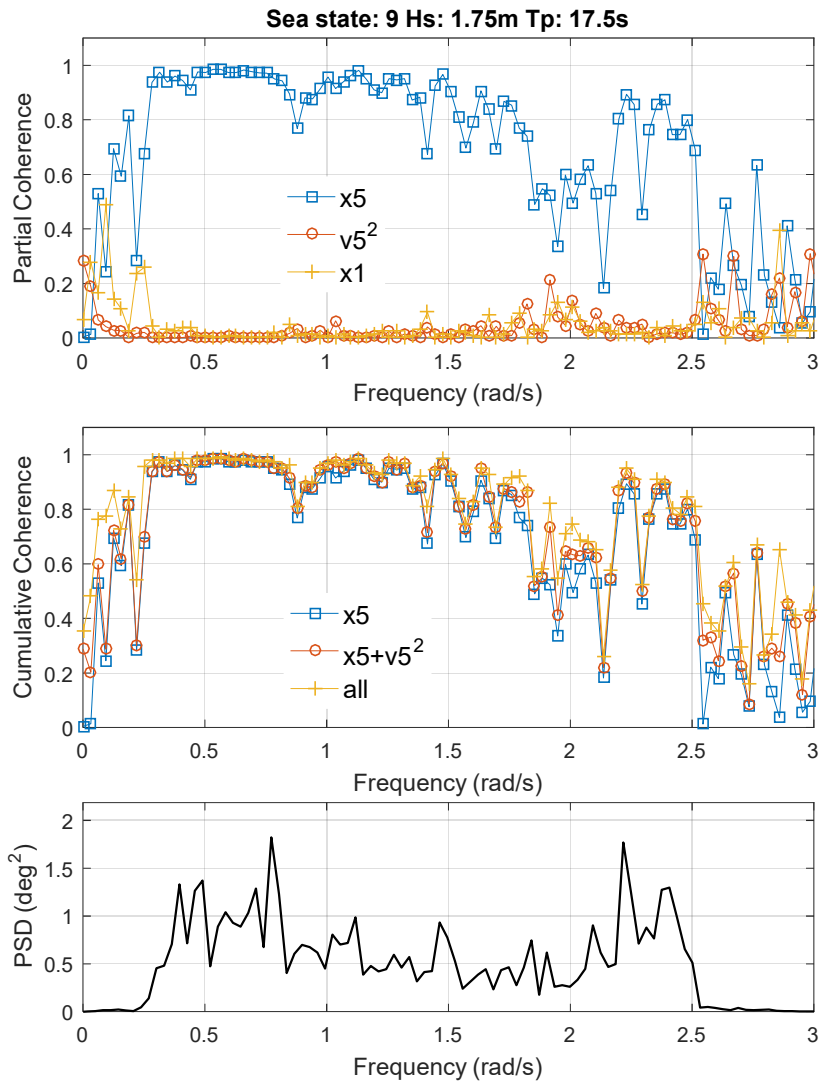 Sea state: 9 Hs: 1.75m Tp: 17.5s
Partial Coherence
1
0.8
0.6
0.4
0.2
0
x5
v5²
x1
0 0.5 1 1.5 2 2.5 3
Frequency (rad/s)
Cumulative Coherence
1
0.8
0.6
0.4
0.2
0
x5
x5+v5²
all
0 0.5 1 1.5 2 2.5 3
Frequency (rad/s)
PSD (deg²)
2
1.5
1
0.5
0
0 0.5 1 1.5 2 2.5 3
Frequency (rad/s)